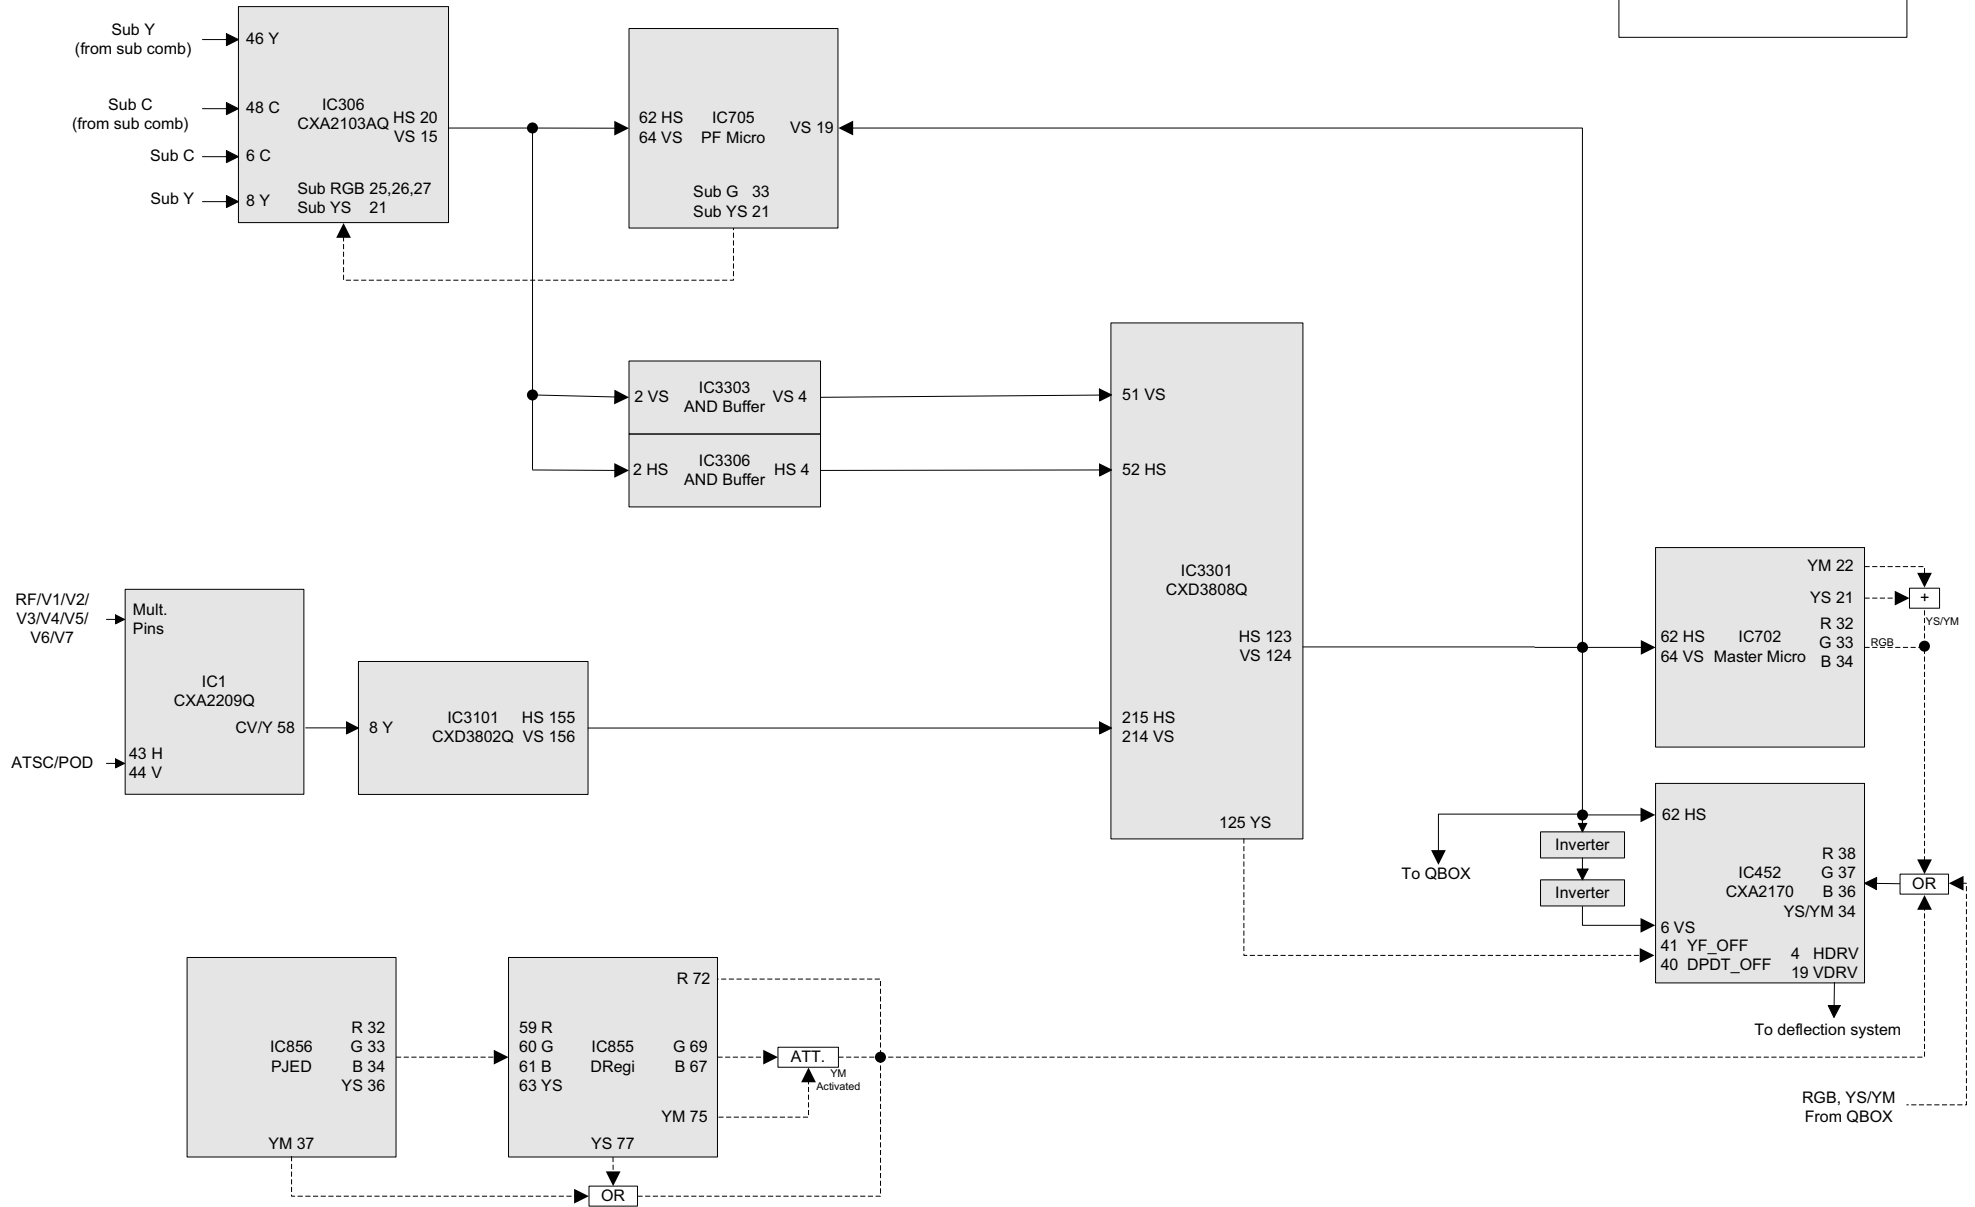 Sub Y
(from sub comb)
46 Y
Sub C
(from sub comb)
48 C
Sub C
6 C
Sub Y
8 Y
IC306
CXA2103AQ
HS 20
VS 15
Sub RGB 25,26,27
Sub YS 21
62 HS
64 VS
IC705
PF Micro
VS 19
Sub G 33
Sub YS 21
2 VS
IC3303
AND Buffer
VS 4
2 HS
IC3306
AND Buffer
HS 4
51 VS
52 HS
IC3301
CXD3808Q
HS 123
VS 124
215 HS
214 VS
125 YS
RF/V1/V2/
V3/V4/V5/
V6/V7
Mult.
Pins
IC1
CXA2209Q
CV/Y 58
ATSC/POD
43 H
44 V
8 Y
IC3101
CXD3802Q
HS 155
VS 156
YM 22
YS 21
R 32
G 33
B 34
62 HS
64 VS
IC702
Master Micro
+
YS/YM
RGB
62 HS
To QBOX
Inverter
Inverter
IC452
CXA2170
R 38
G 37
B 36
YS/YM 34
OR
6 VS
41 YF_OFF
40 DPDT_OFF
4 HDRV
19 VDRV
To deflection system
RGB, YS/YM
From QBOX
IC856
PJED
R 32
G 33
B 34
YS 36
YM 37
59 R
60 G
61 B
63 YS
IC855
DRegi
R 72
G 69
B 67
YM 75
YS 77
ATT.
YM
Activated
OR